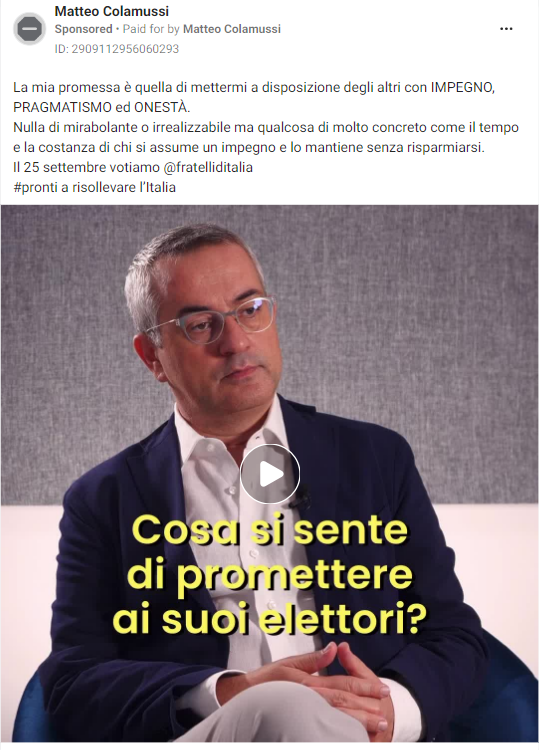 Matteo Colamussi
Sponsored • Paid for by Matteo Colamussi
ID: 2909112956060293
La mia promessa è quella di mettermi a disposizione degli altri con IMPEGNO,
PRAGMATISMO ed ONESTÀ.
Nulla di mirabolante o irrealizzabile ma qualcosa di molto concreto come il tempo
e la costanza di chi si assume un impegno e lo mantiene senza risparmiarsi.
Il 25 settembre votiamo @fratelliditalia
#pronti a risollevare l’Italia
Cosa si sente
di promettere
ai suoi elettori?